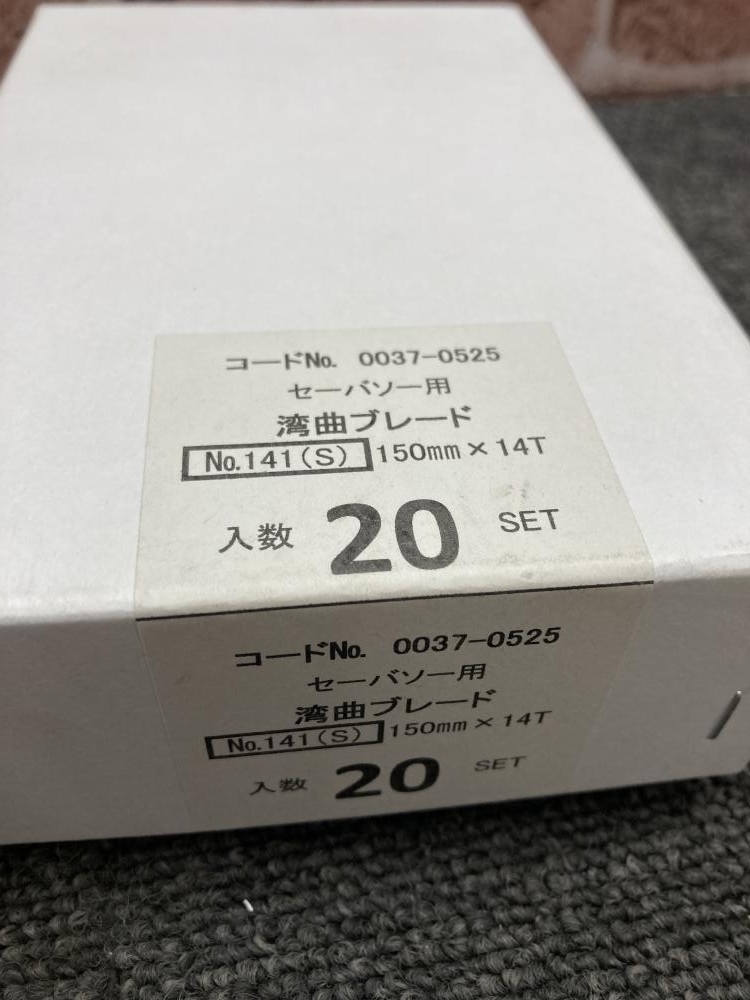 コードNo. 0037-0525
セーバソー用
湾曲ブレード
No.141(S) 150mm×14T
入数 20 SET
コードNo. 0037-0525
セーバソー用
湾曲ブレード
No.141(S) 150mm×14T
入数 20 SET